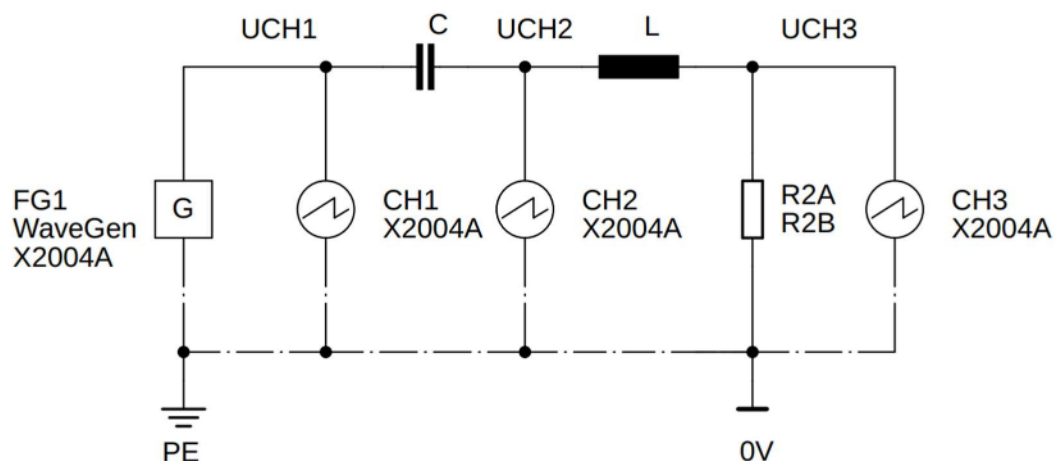 UCH1
C
UCH2
L
UCH3
FG1
WaveGen
X2004A
G
CH1
X2004A
CH2
X2004A
R2A
R2B
CH3
X2004A
PE
0V